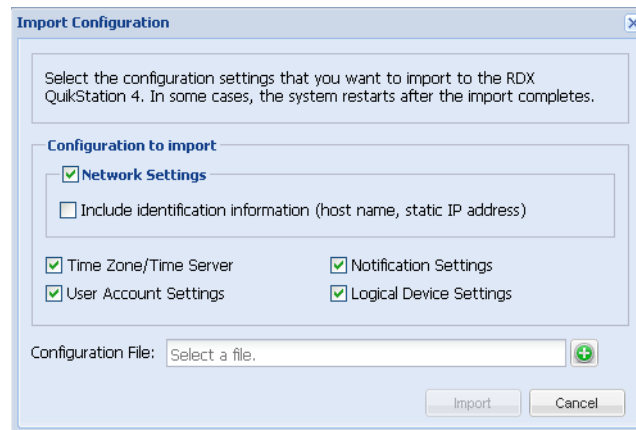 Import Configuration
Select the configuration settings that you want to import to the RDX
QuikStation 4. In some cases, the system restarts after the import completes.
Configuration to import
Network Settings
Include identification information (host name, static IP address)
Time Zone/Time Server
Notification Settings
User Account Settings
Logical Device Settings
Configuration File:
Select a file.
Import
Cancel